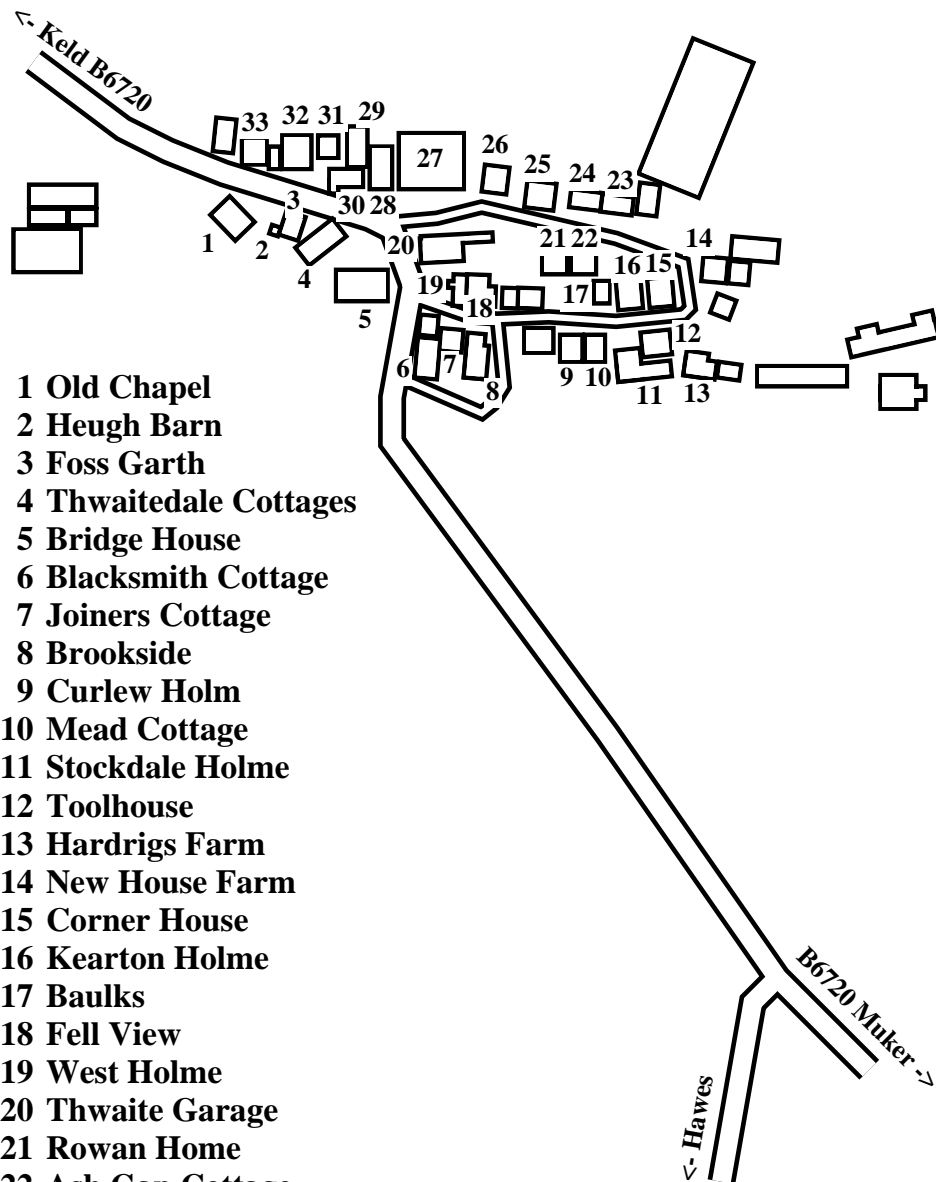 <- Keld B6720
33
32
31
29
27
26
25
24
23
3
30
28
1
2
4
20
21
22
14
16
15
19
17
18
5
12
6
7
8
9
10
11
13
1 Old Chapel
2 Heugh Barn
3 Foss Garth
4 Thwaitedale Cottages
5 Bridge House
6 Blacksmith Cottage
7 Joiners Cottage
8 Brookside
9 Curlew Holm
10 Mead Cottage
11 Stockdale Holme
12 Toolhouse
13 Hardrigs Farm
14 New House Farm
15 Corner House
16 Kearton Holme
17 Baulks
18 Fell View
19 West Holme
20 Thwaite Garage
21 Rowan Home
22 Ash Gap Cottage
B6720 Muker ->
<- Hawes